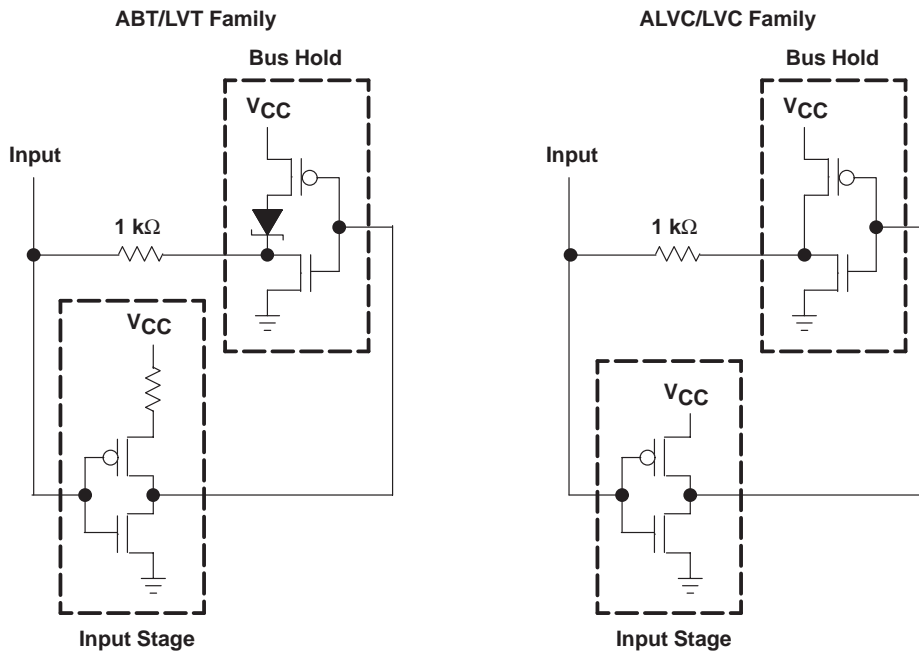 ABT/LVT Family
Bus Hold
VCC
Input
1 kΩ
VCC
Input Stage
ALVC/LVC Family
Bus Hold
VCC
Input
1 kΩ
VCC
Input Stage